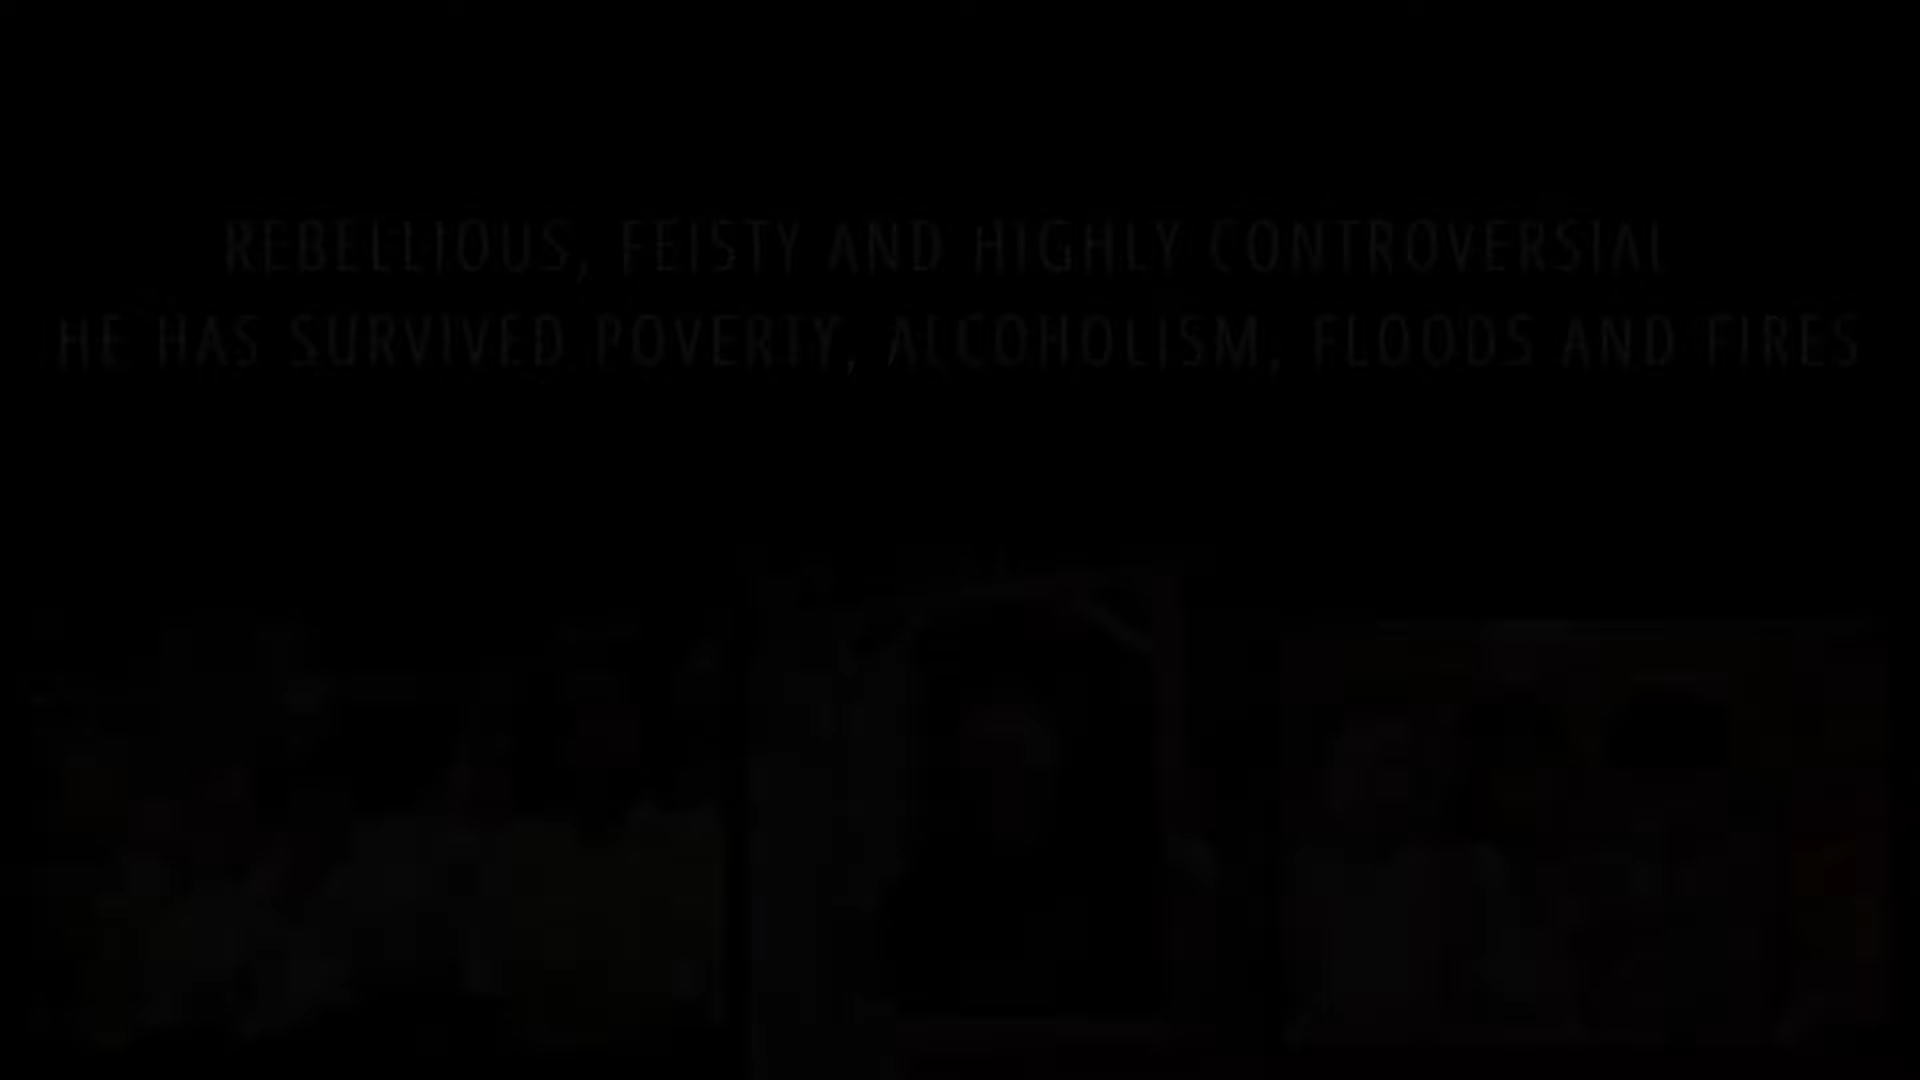 REBELLIOUS, FEISTY AND HIGHLY CONTROVERSIAL
HE HAS SURVIVED POVERTY, ALCOHOLISM, FLOODS AND FIRES